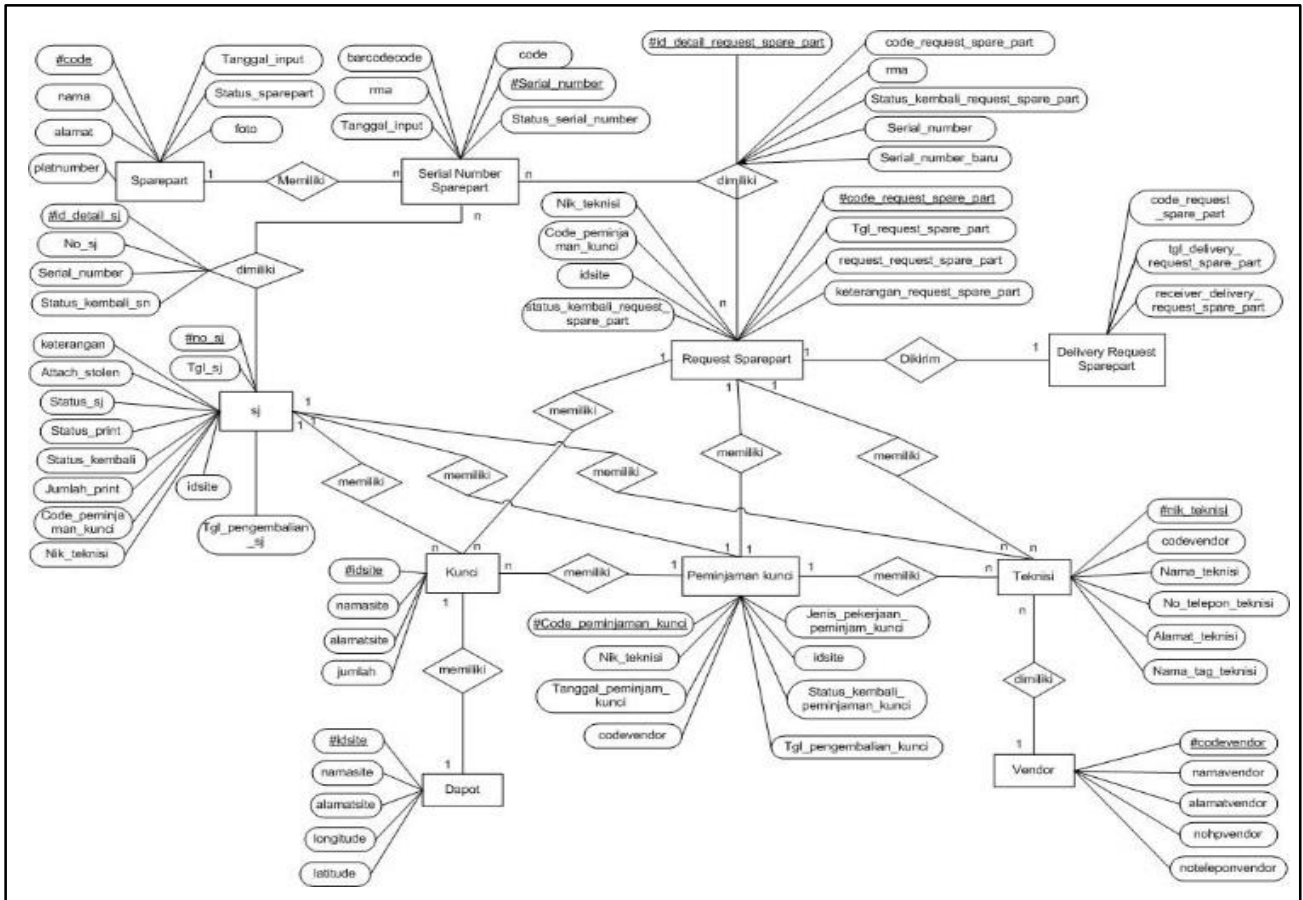 #code
nama
alamat
platnumber
Tanggal_input
Status_sparepart
foto
Sparepart
1
Memiliki
n
barcodecode
rma
Tanggal_input
code
#Serial_number
Status_serial_number
Serial Number
Sparepart
n
n
#id_detail_request_spare_part
code_request_spare_part
rma
Status_kembali_request_spare_part
Serial_number
Serial_number_baru
dimiliki
n
#id_detail_sj
No_sj
Serial_number
Status_kembali_sn
dimiliki
Nik_teknisi
Code_peminja
man_kunci
idsite
status_kembali_request_
spare_part
#code_request_spare_part
Tgl_request_spare_part
request_request_spare_part
keterangan_request_spare_part
Request Sparepart
1
1
1
1
1
Dikirim
1
code_request
_spare_part
tgl_delivery_
request_spare_part
receiver_delivery_
request_spare_part
Delivery Request
Sparepart
keterangan
Attach_stolen
Status_sj
Status_print
Status_kembali
Jumlah_print
Code_peminja
man_kunci
Nik_teknisi
#no_sj
Tgl_sj
sj
1
1
1
idsite
Tgl_pengembalian
_sj
memiliki
memiliki
memiliki
memiliki
memiliki
memiliki
n
n
1
1
n
n
#idsite
namasite
alamatsite
jumlah
Kunci
n
memiliki
1
Peminjaman kunci
1
memiliki
n
Teknisi
#nik_teknisi
codevendor
Nama_teknisi
No_telepon_teknisi
Alamat_teknisi
Nama_tag_teknisi
1
memiliki
1
#Code_peminjaman_kunci
Nik_teknisi
Tanggal_peminjam_
kunci
codevendor
Jenis_pekerjaan_
peminjam_kunci
idsite
Status_kembali_
peminjaman_kunci
Tgl_pengembalian_kunci
n
dimiliki
1
#idsite
namasite
alamatsite
longitude
latitude
Dapot
Vendor
#codevendor
namavendor
alamatvendor
nohpvendor
noteleponvendor